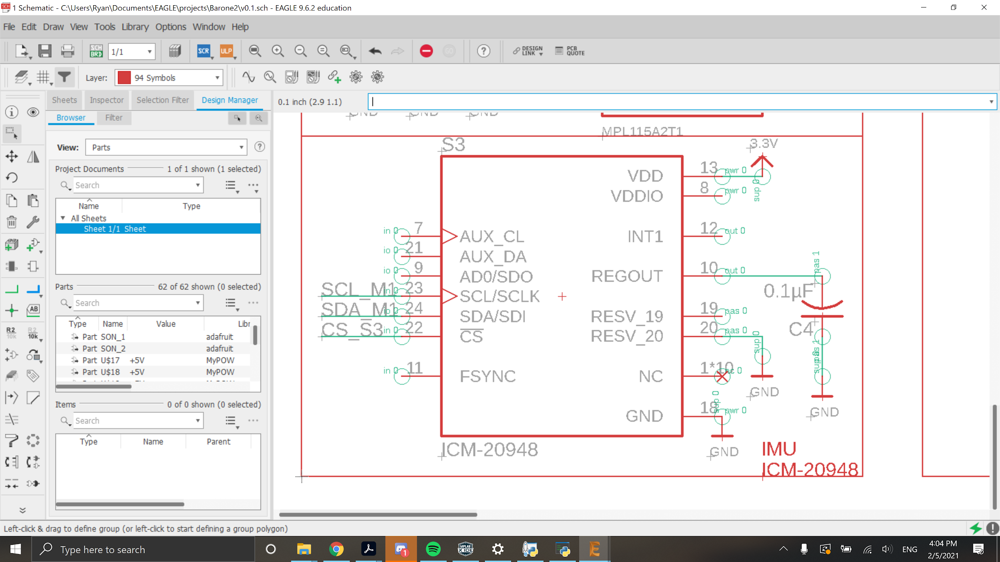 1 Schematic - C:\Users\Ryan\Documents\EAGLE\projects\Barone2\v0.1.sch - EAGLE 9.6.2 education
File Edit Draw View Tools Library Options Window Help
SCH BRD 1/1 SCR ULP GO ? DESIGN LINK PCB QUOTE
Layer: 94 Symbols
Sheets Inspector Selection Filter Design Manager
0.1 inch (2.9 1.1)
Browser Filter
View: Parts
Project Documents 1 of 1 shown (1 selected)
Search
Name Type
All Sheets
Sheet 1/1 Sheet
Parts 62 of 62 shown (0 selected)
Search
Type Name Value Libr
Part SON_1 adafruit
Part SON_2 adafruit
Part U$17 +5V MyPOW
Part U$18 +5V MyPOW
Items 0 of 0 shown (0 selected)
Search
Type Name Parent
R2 10k R2 10k
AB
GND GND GND
MPL115A2T1
S3
3.3V
VDD 13 pwr 0
VDDIO 8 pwr 0 sup 0
in 0 7 AUX_CL INT1 12 out 0
io 0 21 AUX_DA
io 0 9 AD0/SDO REGOUT 10 out 0 pas 1
0.1µF
SCL_M1 in 0 23 SCL/SCLK
SDA_M1 io 0 24 SDA/SDI RESV_19 19 pas 0
CS_S3 in 0 22 CS RESV_20 20 pas 0 sup 0
C4
in 0 11 FSYNC NC 1*10 nc 0
GND
GND 18 pwr 0
GND
GND
ICM-20948
IMU
ICM-20948
Left-click & drag to define group (or left-click to start defining a group polygon)
Type here to search
1
MPLAB X IDE
ENG
4:04 PM
2/5/2021